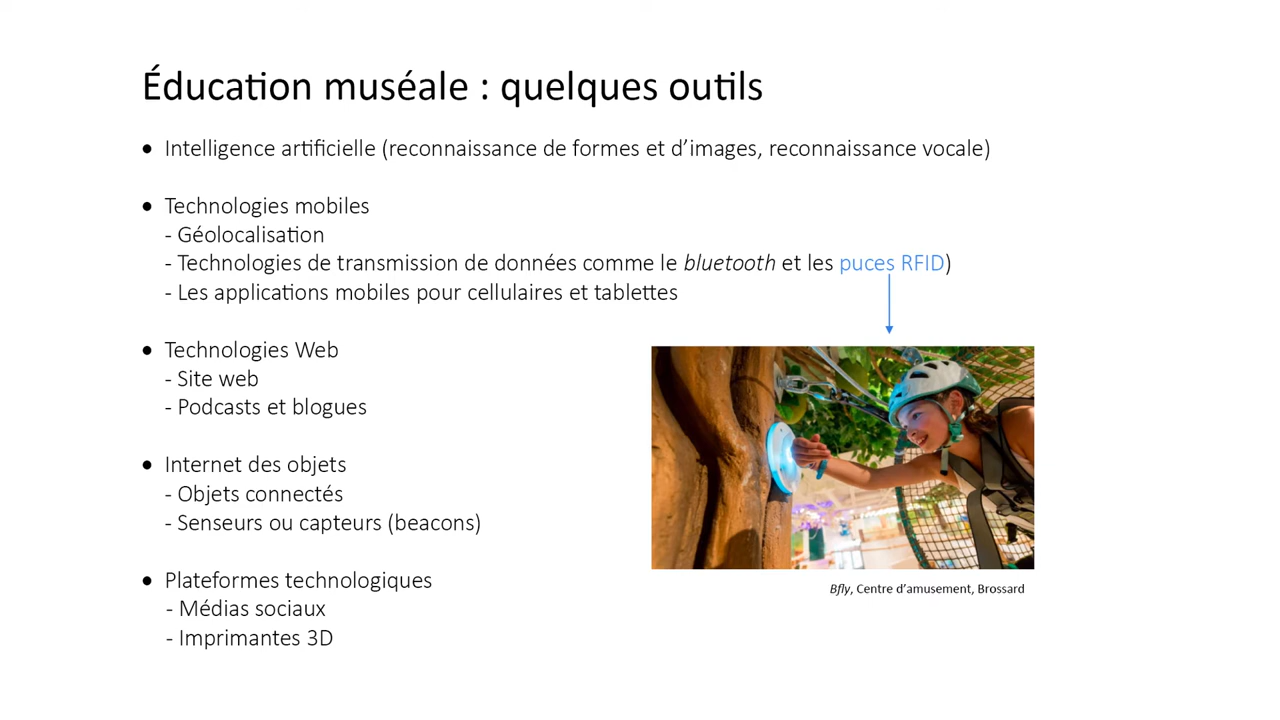 Éducation muséale : quelques outils
• Intelligence artificielle (reconnaissance de formes et d’images, reconnaissance vocale)
• Technologies mobiles
- Géolocalisation
- Technologies de transmission de données comme le bluetooth et les puces RFID)
- Les applications mobiles pour cellulaires et tablettes
• Technologies Web
- Site web
- Podcasts et blogues
• Internet des objets
- Objets connectés
- Senseurs ou capteurs (beacons)
• Plateformes technologiques
- Médias sociaux
- Imprimantes 3D
Bfly, Centre d’amusement, Brossard